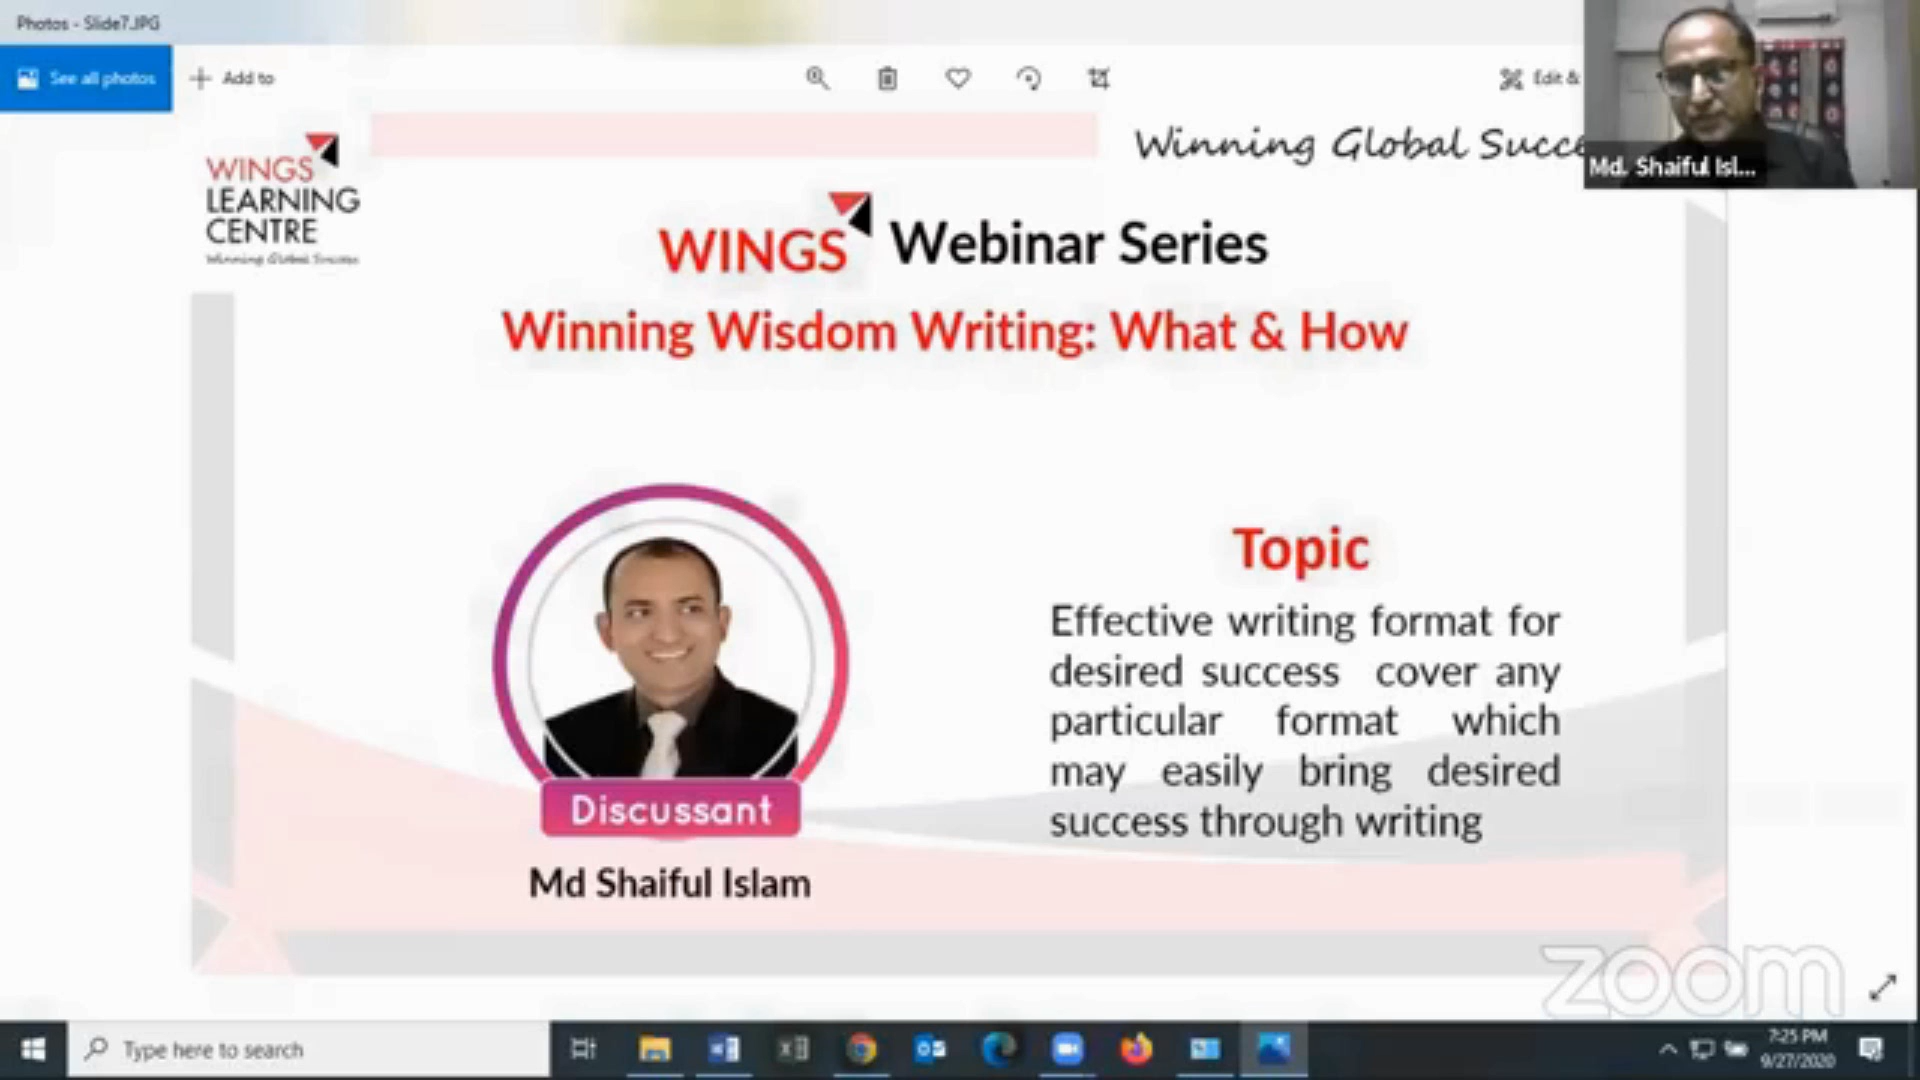 Photos - Slide7.JPG
See all photos
Add to
Edit &
Md. Shaiful Isl...
WINGS
LEARNING
CENTRE
Winning Global Success
Winning Global Succe
WINGS Webinar Series
Winning Wisdom Writing: What & How
Topic
Effective writing format for
desired success cover any
particular format which
may easily bring desired
success through writing
Discussant
Md Shaiful Islam
zoom
Type here to search
7:25 PM
9/27/2020